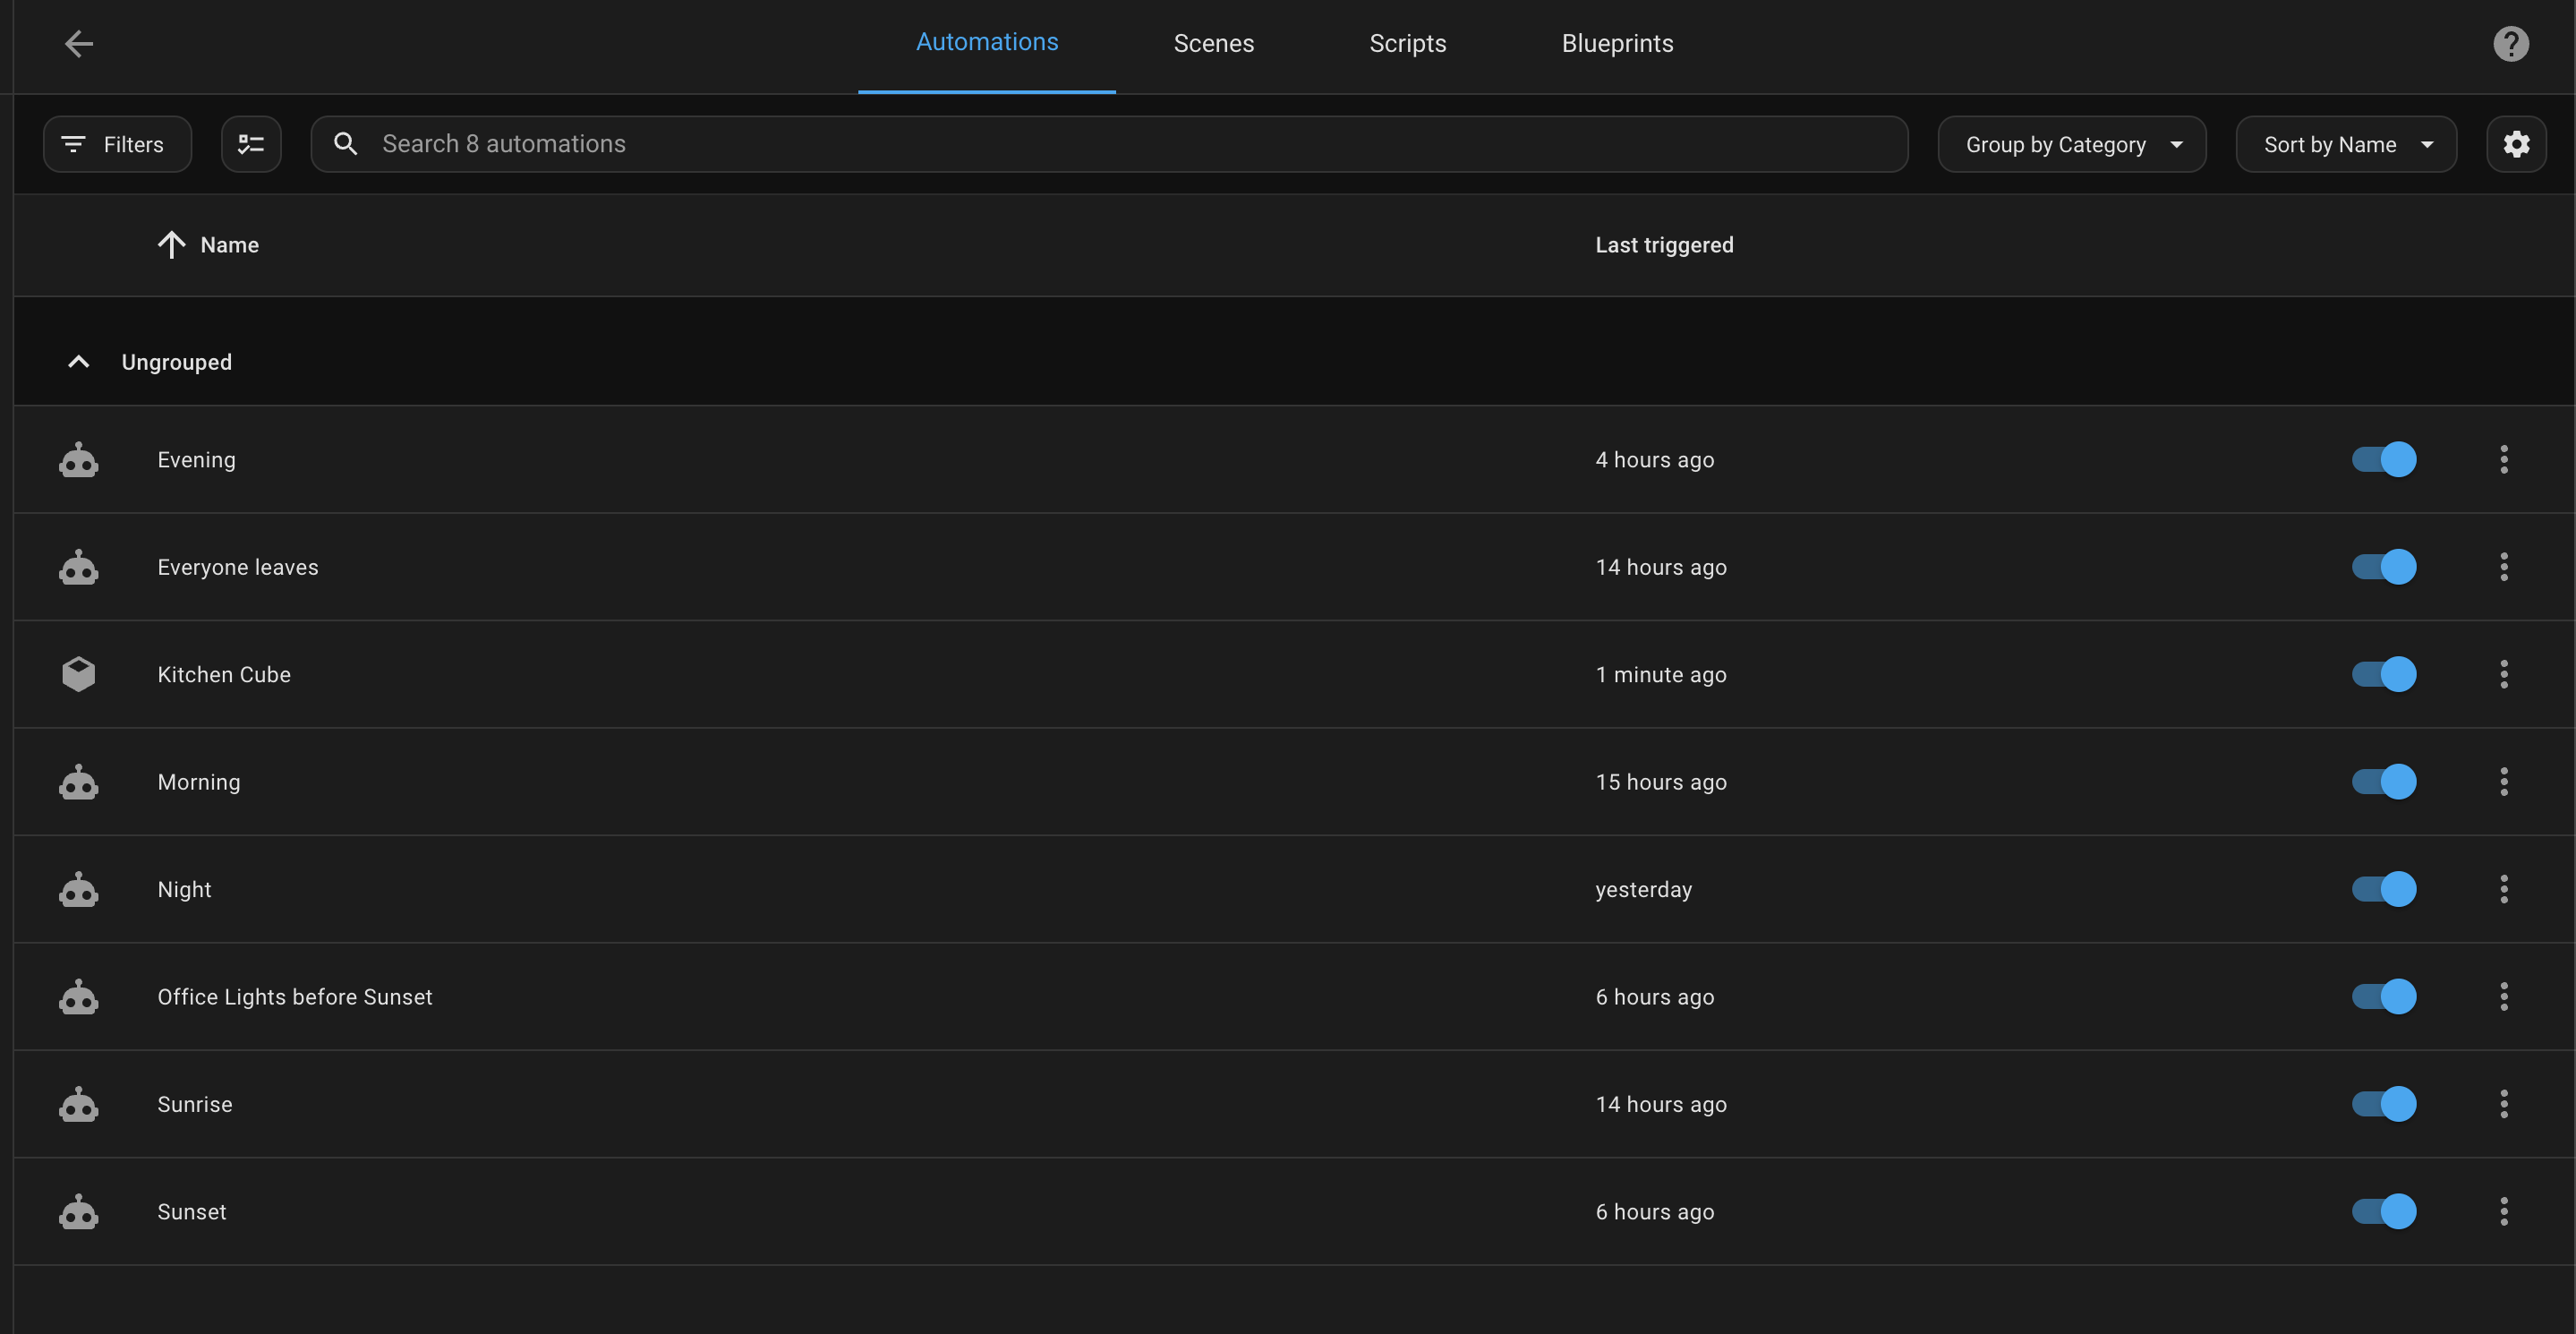 Automations Scenes Scripts Blueprints
Filters Search 8 automations Group by Category Sort by Name
Name Last triggered
Ungrouped
Evening 4 hours ago
Everyone leaves 14 hours ago
Kitchen Cube 1 minute ago
Morning 15 hours ago
Night yesterday
Office Lights before Sunset 6 hours ago
Sunrise 14 hours ago
Sunset 6 hours ago